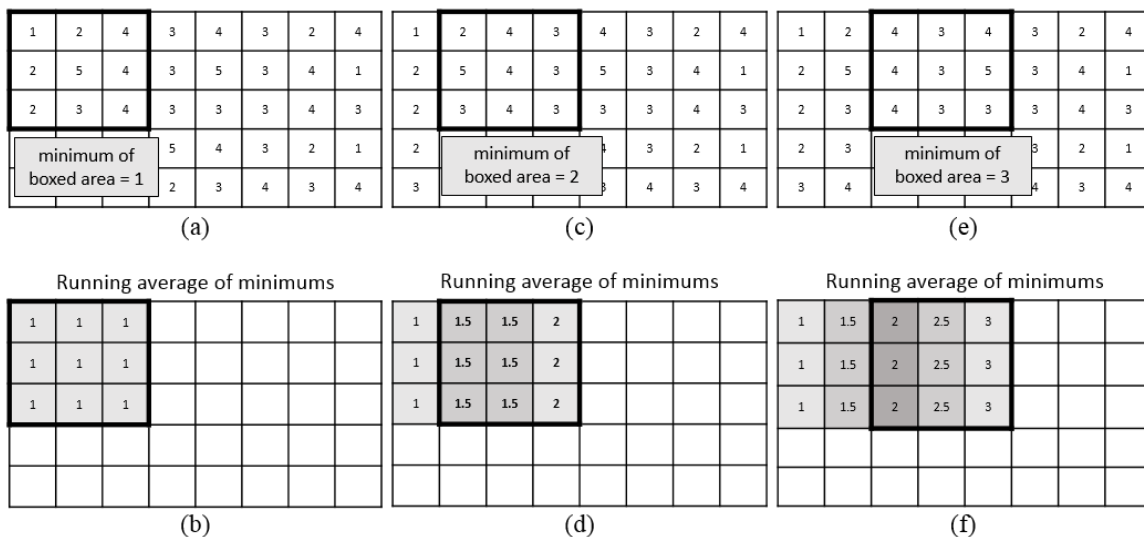 1 2 4 3 4 3 2 4
2 5 4 3 5 3 4 1
2 3 4 3 3 3 4 3
5 4 3 2 1
minimum of
boxed area = 1
2 3 4 3 4
(a)
1 2 4 3 4 3 2 4
2 5 4 3 5 3 4 1
2 3 4 3 3 3 4 3
2 4 3 2 1
minimum of
boxed area = 2
3 3 4 3 4
(c)
1 2 4 3 4 3 2 4
2 5 4 3 5 3 4 1
2 3 4 3 3 3 4 3
2 3 3 2 1
minimum of
boxed area = 3
3 4 4 3 4
(e)
Running average of minimums
1 1 1
1 1 1
1 1 1
(b)
Running average of minimums
1 1.5 1.5 2
1 1.5 1.5 2
1 1.5 1.5 2
(d)
Running average of minimums
1 1.5 2 2.5 3
1 1.5 2 2.5 3
1 1.5 2 2.5 3
(f)